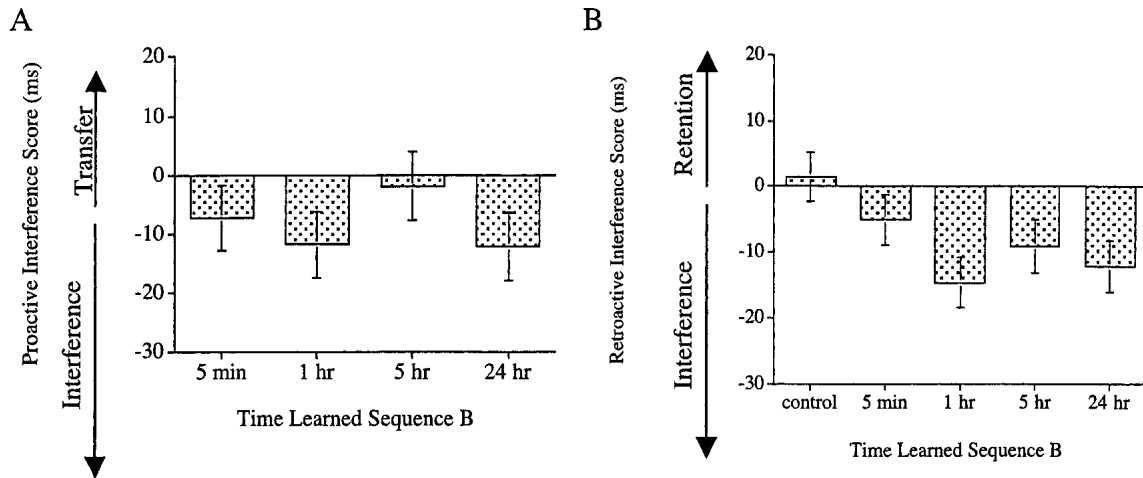 A
Proactive Interference Score (ms)
Interference
Transfer
20
10
0
-10
-20
-30
5 min 1 hr 5 hr 24 hr
Time Learned Sequence B
B
Retroactive Interference Score (ms)
Interference
Retention
20
10
0
-10
-20
-30
control 5 min 1 hr 5 hr 24 hr
Time Learned Sequence B